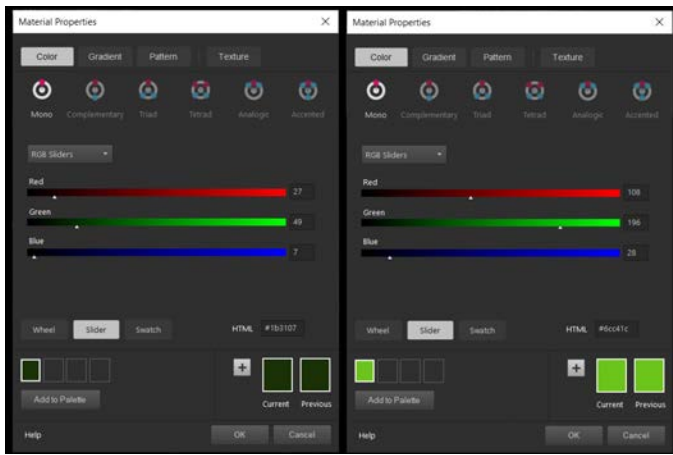 Material Properties
Color Gradient Pattern Texture
Mono Complementary Triad Tetrad Analogic Accented
RGB Sliders
Red
27
Green
49
Blue
7
Wheel Slider Swatch HTML #1b3107
Add to Palette
Current Previous
Help OK Cancel
Material Properties
Color Gradient Pattern Texture
Mono Complementary Triad Tetrad Analogic Accented
RGB Sliders
Red
108
Green
196
Blue
28
Wheel Slider Swatch HTML #6cc41c
Add to Palette
Current Previous
Help OK Cancel